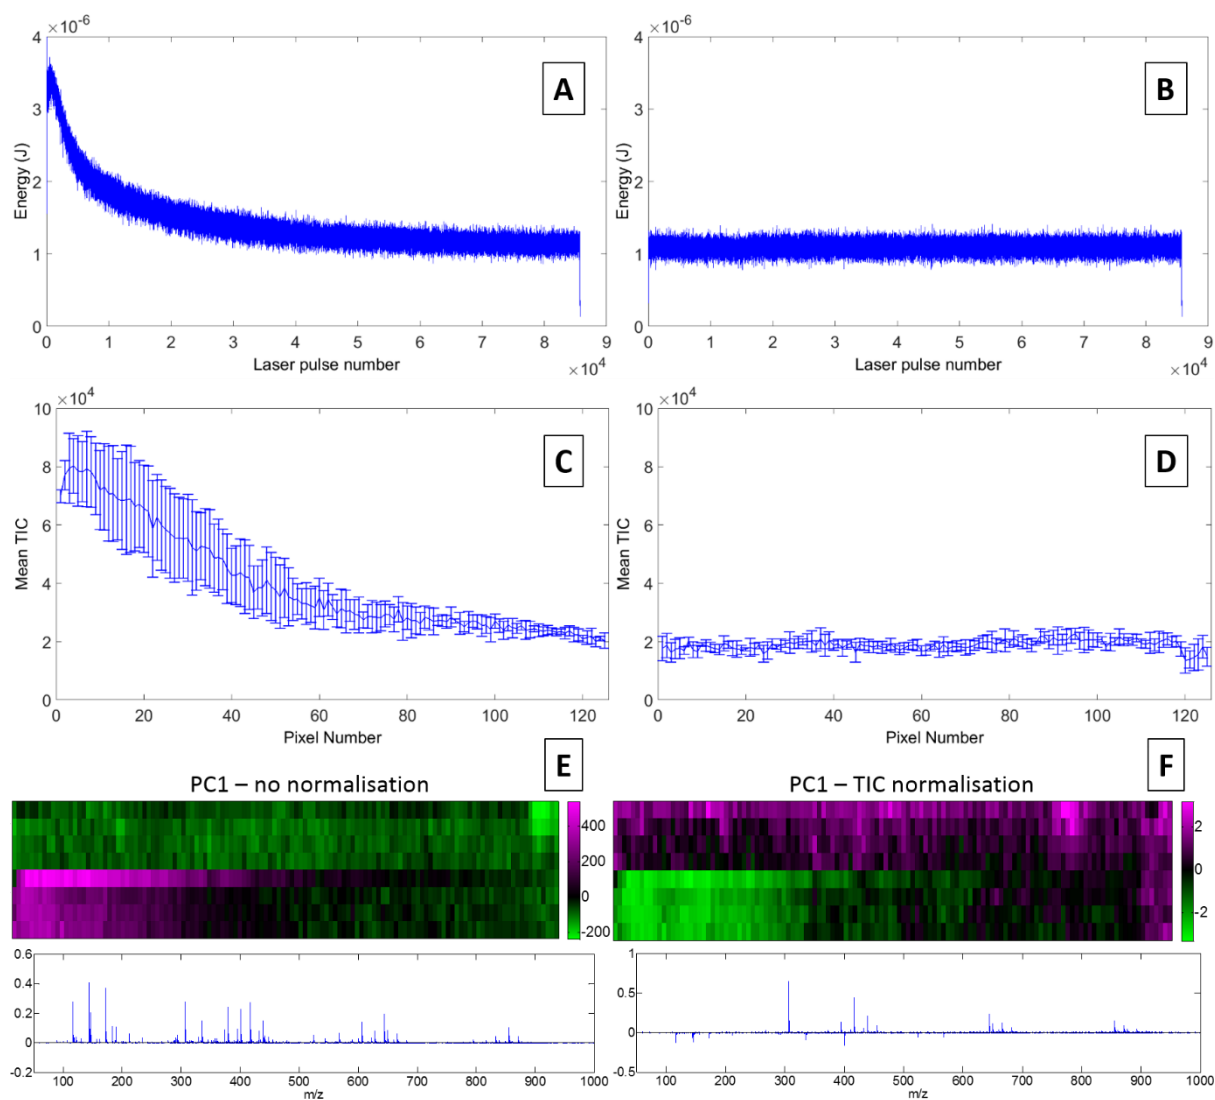 ×10⁻⁶
4
3
2
1
0
Energy (J)
A
0 1 2 3 4 5 6 7 8 9
Laser pulse number
×10⁴
×10⁻⁶
4
3
2
1
0
Energy (J)
B
0 1 2 3 4 5 6 7 8 9
Laser pulse number
×10⁴
×10⁴
10
8
6
4
2
0
Mean TIC
C
0 20 40 60 80 100 120
Pixel Number
×10⁴
10
8
6
4
2
0
Mean TIC
D
0 20 40 60 80 100 120
Pixel Number
E
PC1 – no normalisation
400
200
0
-200
0.6
0.4
0.2
0
-0.2
100 200 300 400 500 600 700 800 900 1000
m/z
F
PC1 – TIC normalisation
2
0
-2
1
0.5
0
-0.5
100 200 300 400 500 600 700 800 900 1000
m/z